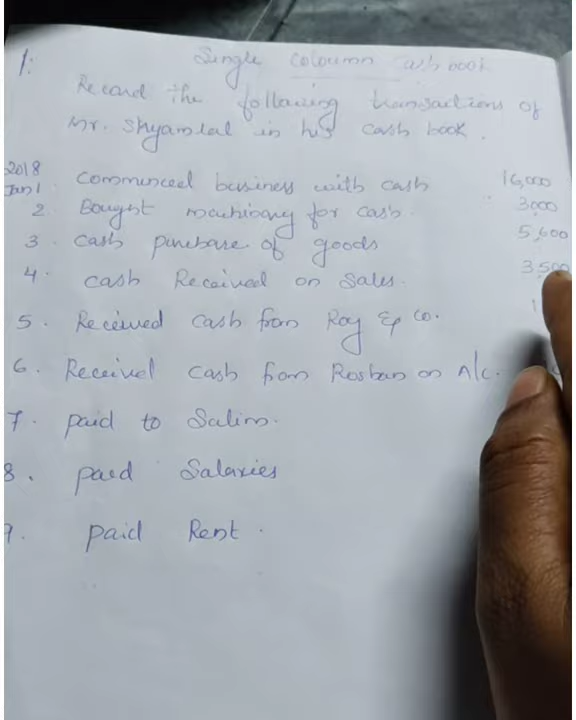 1. Single coloumn cash book
Record the following transactions of
Mr. Shyamlal in his cash book.
2018
Jan 1. Commenced business with cash 16,000
2. Bought machinary for cash. 3,000
3. cash purchase of goods 5,600
4. cash Received on Sales. 3,500
5. Received cash from Roy & co. 1
6. Received cash from Rosban on A/c.
7. paid to Salim.
8. paid Salaries
9. paid Rent.